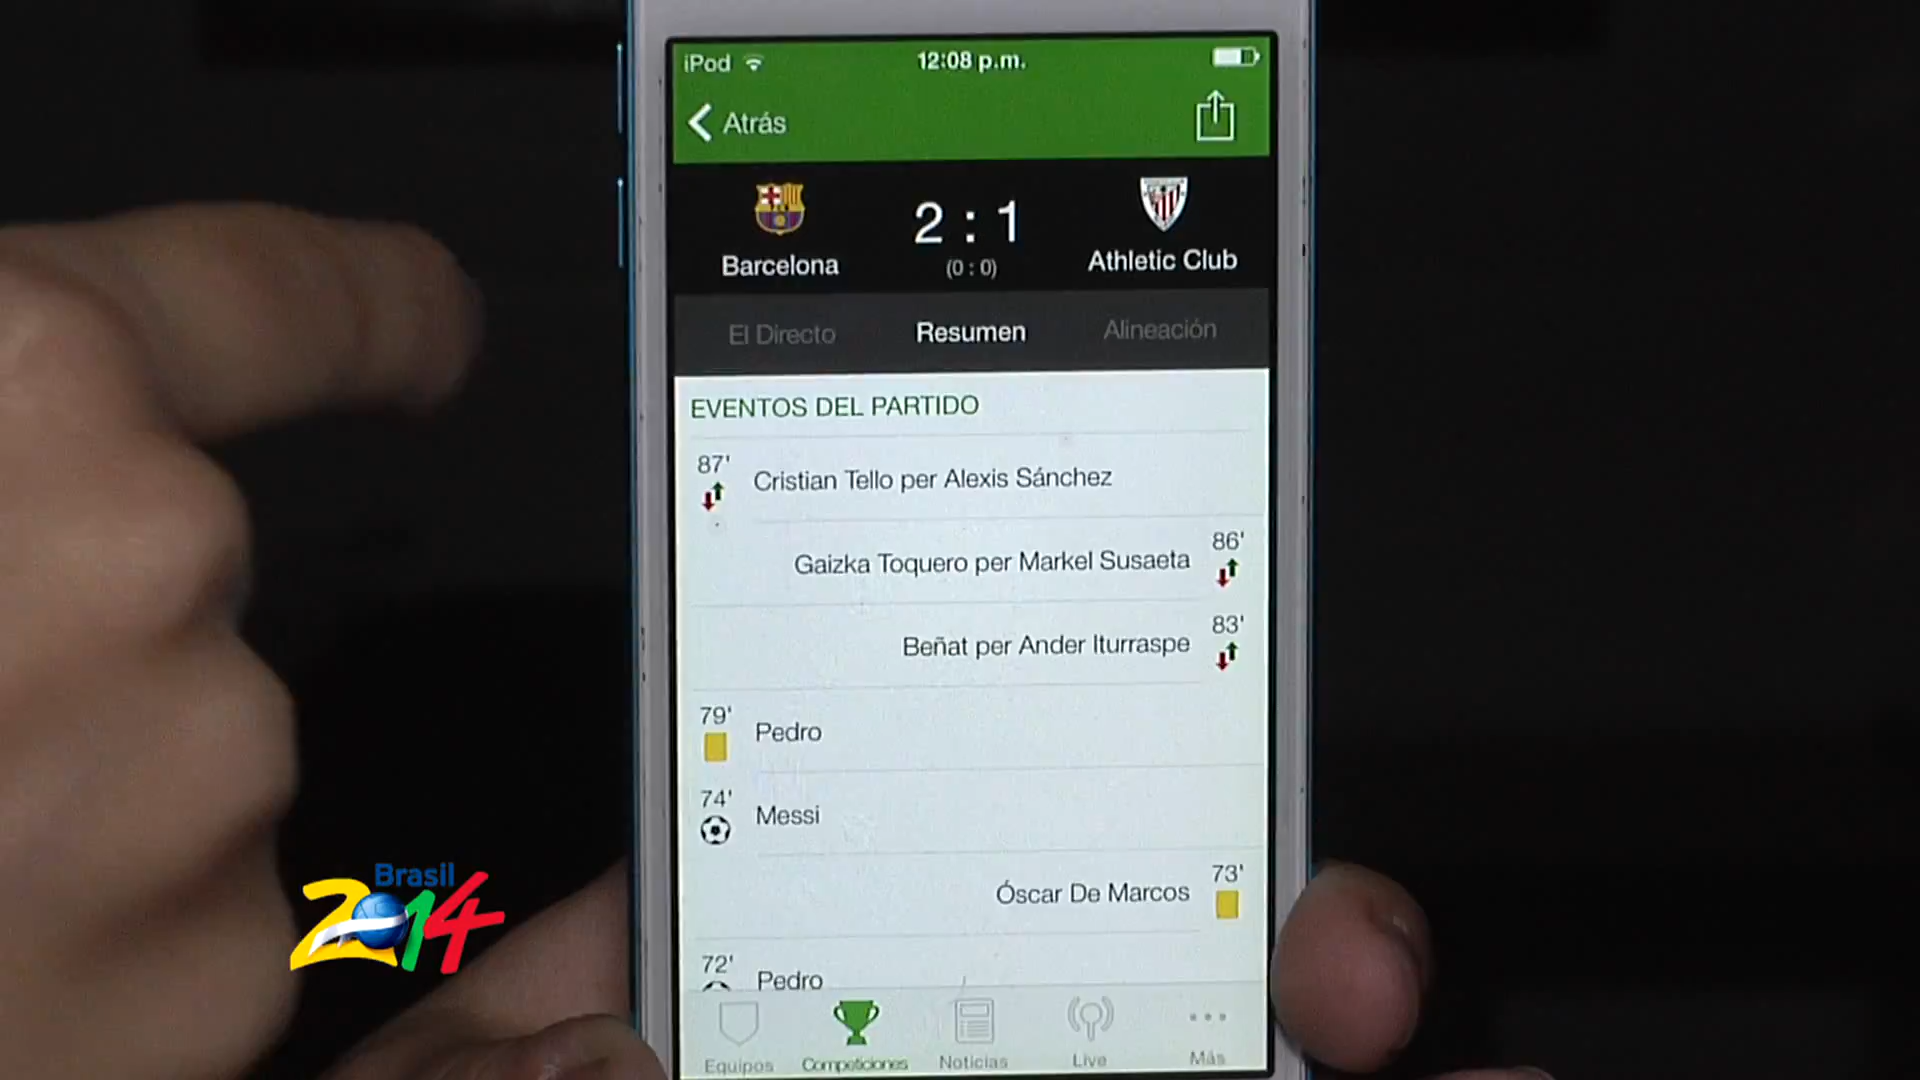 iPod 12:08 p.m.
Atrás
2 : 1
Barcelona (0 : 0) Athletic Club
El Directo Resumen Alineación
EVENTOS DEL PARTIDO
87'
Cristian Tello per Alexis Sánchez
86'
Gaizka Toquero per Markel Susaeta
83'
Beñat per Ander Iturraspe
79'
Pedro
74'
Messi
73'
Óscar De Marcos
72'
Pedro
Equipos Competiciones Noticias Live Más
Brasil
2014